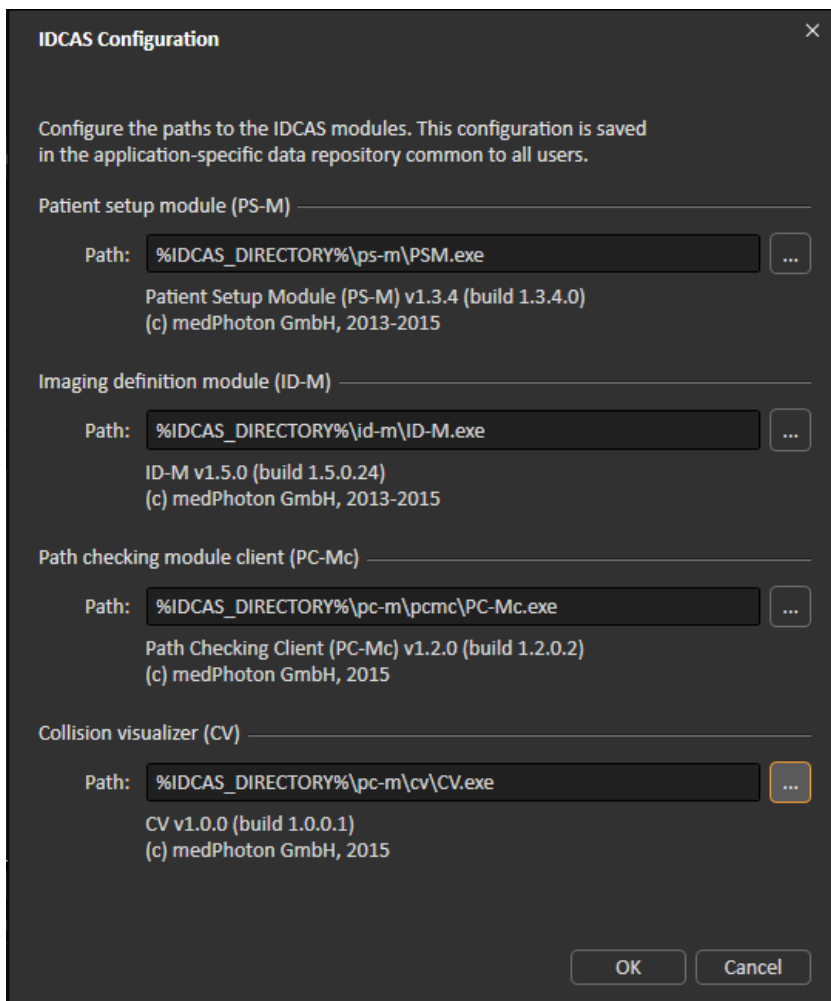 IDCAS Configuration
Configure the paths to the IDCAS modules. This configuration is saved
in the application-specific data repository common to all users.
Patient setup module (PS-M)
Path: %IDCAS_DIRECTORY%\ps-m\PSM.exe ...
Patient Setup Module (PS-M) v1.3.4 (build 1.3.4.0)
(c) medPhoton GmbH, 2013-2015
Imaging definition module (ID-M)
Path: %IDCAS_DIRECTORY%\id-m\ID-M.exe ...
ID-M v1.5.0 (build 1.5.0.24)
(c) medPhoton GmbH, 2013-2015
Path checking module client (PC-Mc)
Path: %IDCAS_DIRECTORY%\pc-m\pcmc\PC-Mc.exe ...
Path Checking Client (PC-Mc) v1.2.0 (build 1.2.0.2)
(c) medPhoton GmbH, 2015
Collision visualizer (CV)
Path: %IDCAS_DIRECTORY%\pc-m\cv\CV.exe ...
CV v1.0.0 (build 1.0.0.1)
(c) medPhoton GmbH, 2015
OK Cancel